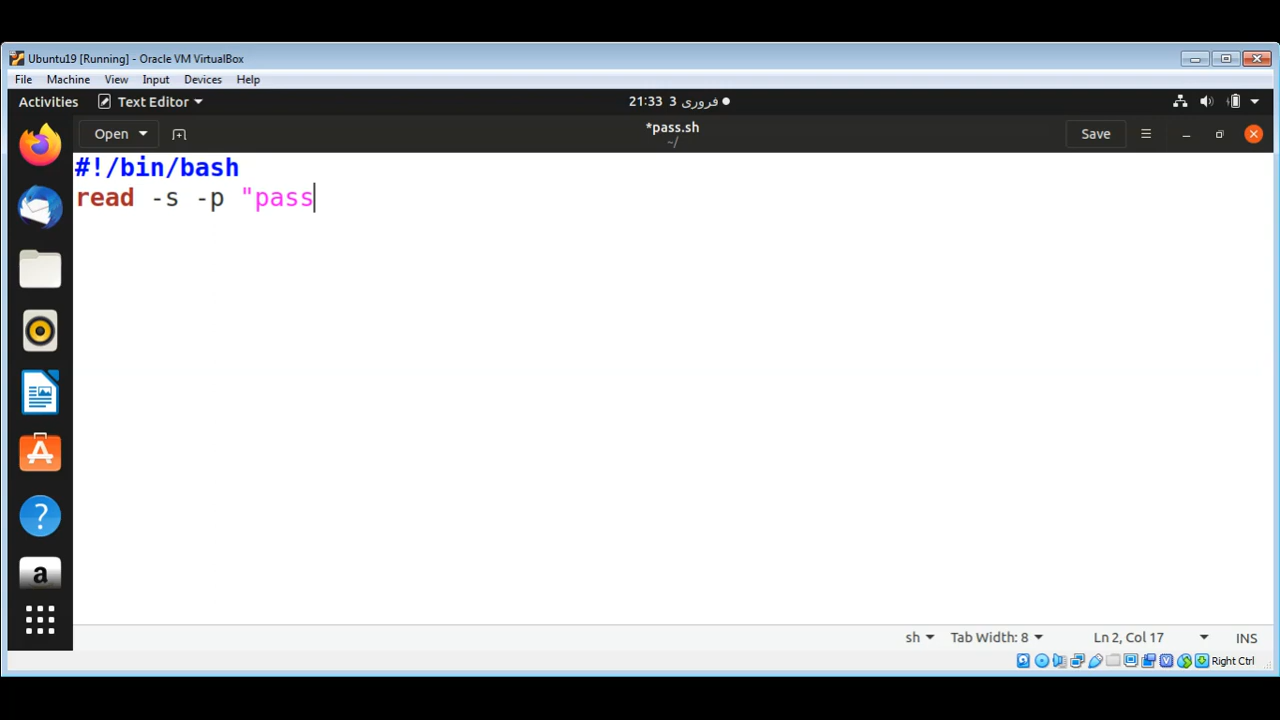 Ubuntu19 [Running] - Oracle VM VirtualBox
File Machine View Input Devices Help
Activities Text Editor 21:33 3 فروری
Open *pass.sh Save
~/
#!/bin/bash
read -s -p "pass
a
sh Tab Width: 8 Ln 2, Col 17 INS
Right Ctrl